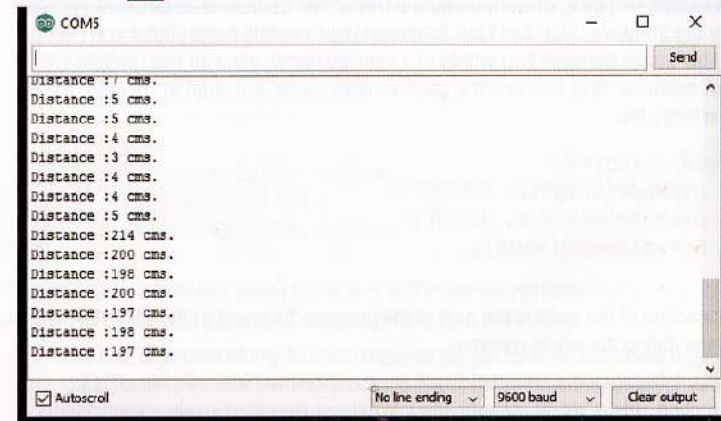 COM5
Send
Distance :7 cms.
Distance :5 cms.
Distance :5 cms.
Distance :4 cms.
Distance :3 cms.
Distance :4 cms.
Distance :4 cms.
Distance :5 cms.
Distance :214 cms.
Distance :200 cms.
Distance :198 cms.
Distance :200 cms.
Distance :197 cms.
Distance :198 cms.
Distance :197 cms.
Autoscroll No line ending 9600 baud Clear output